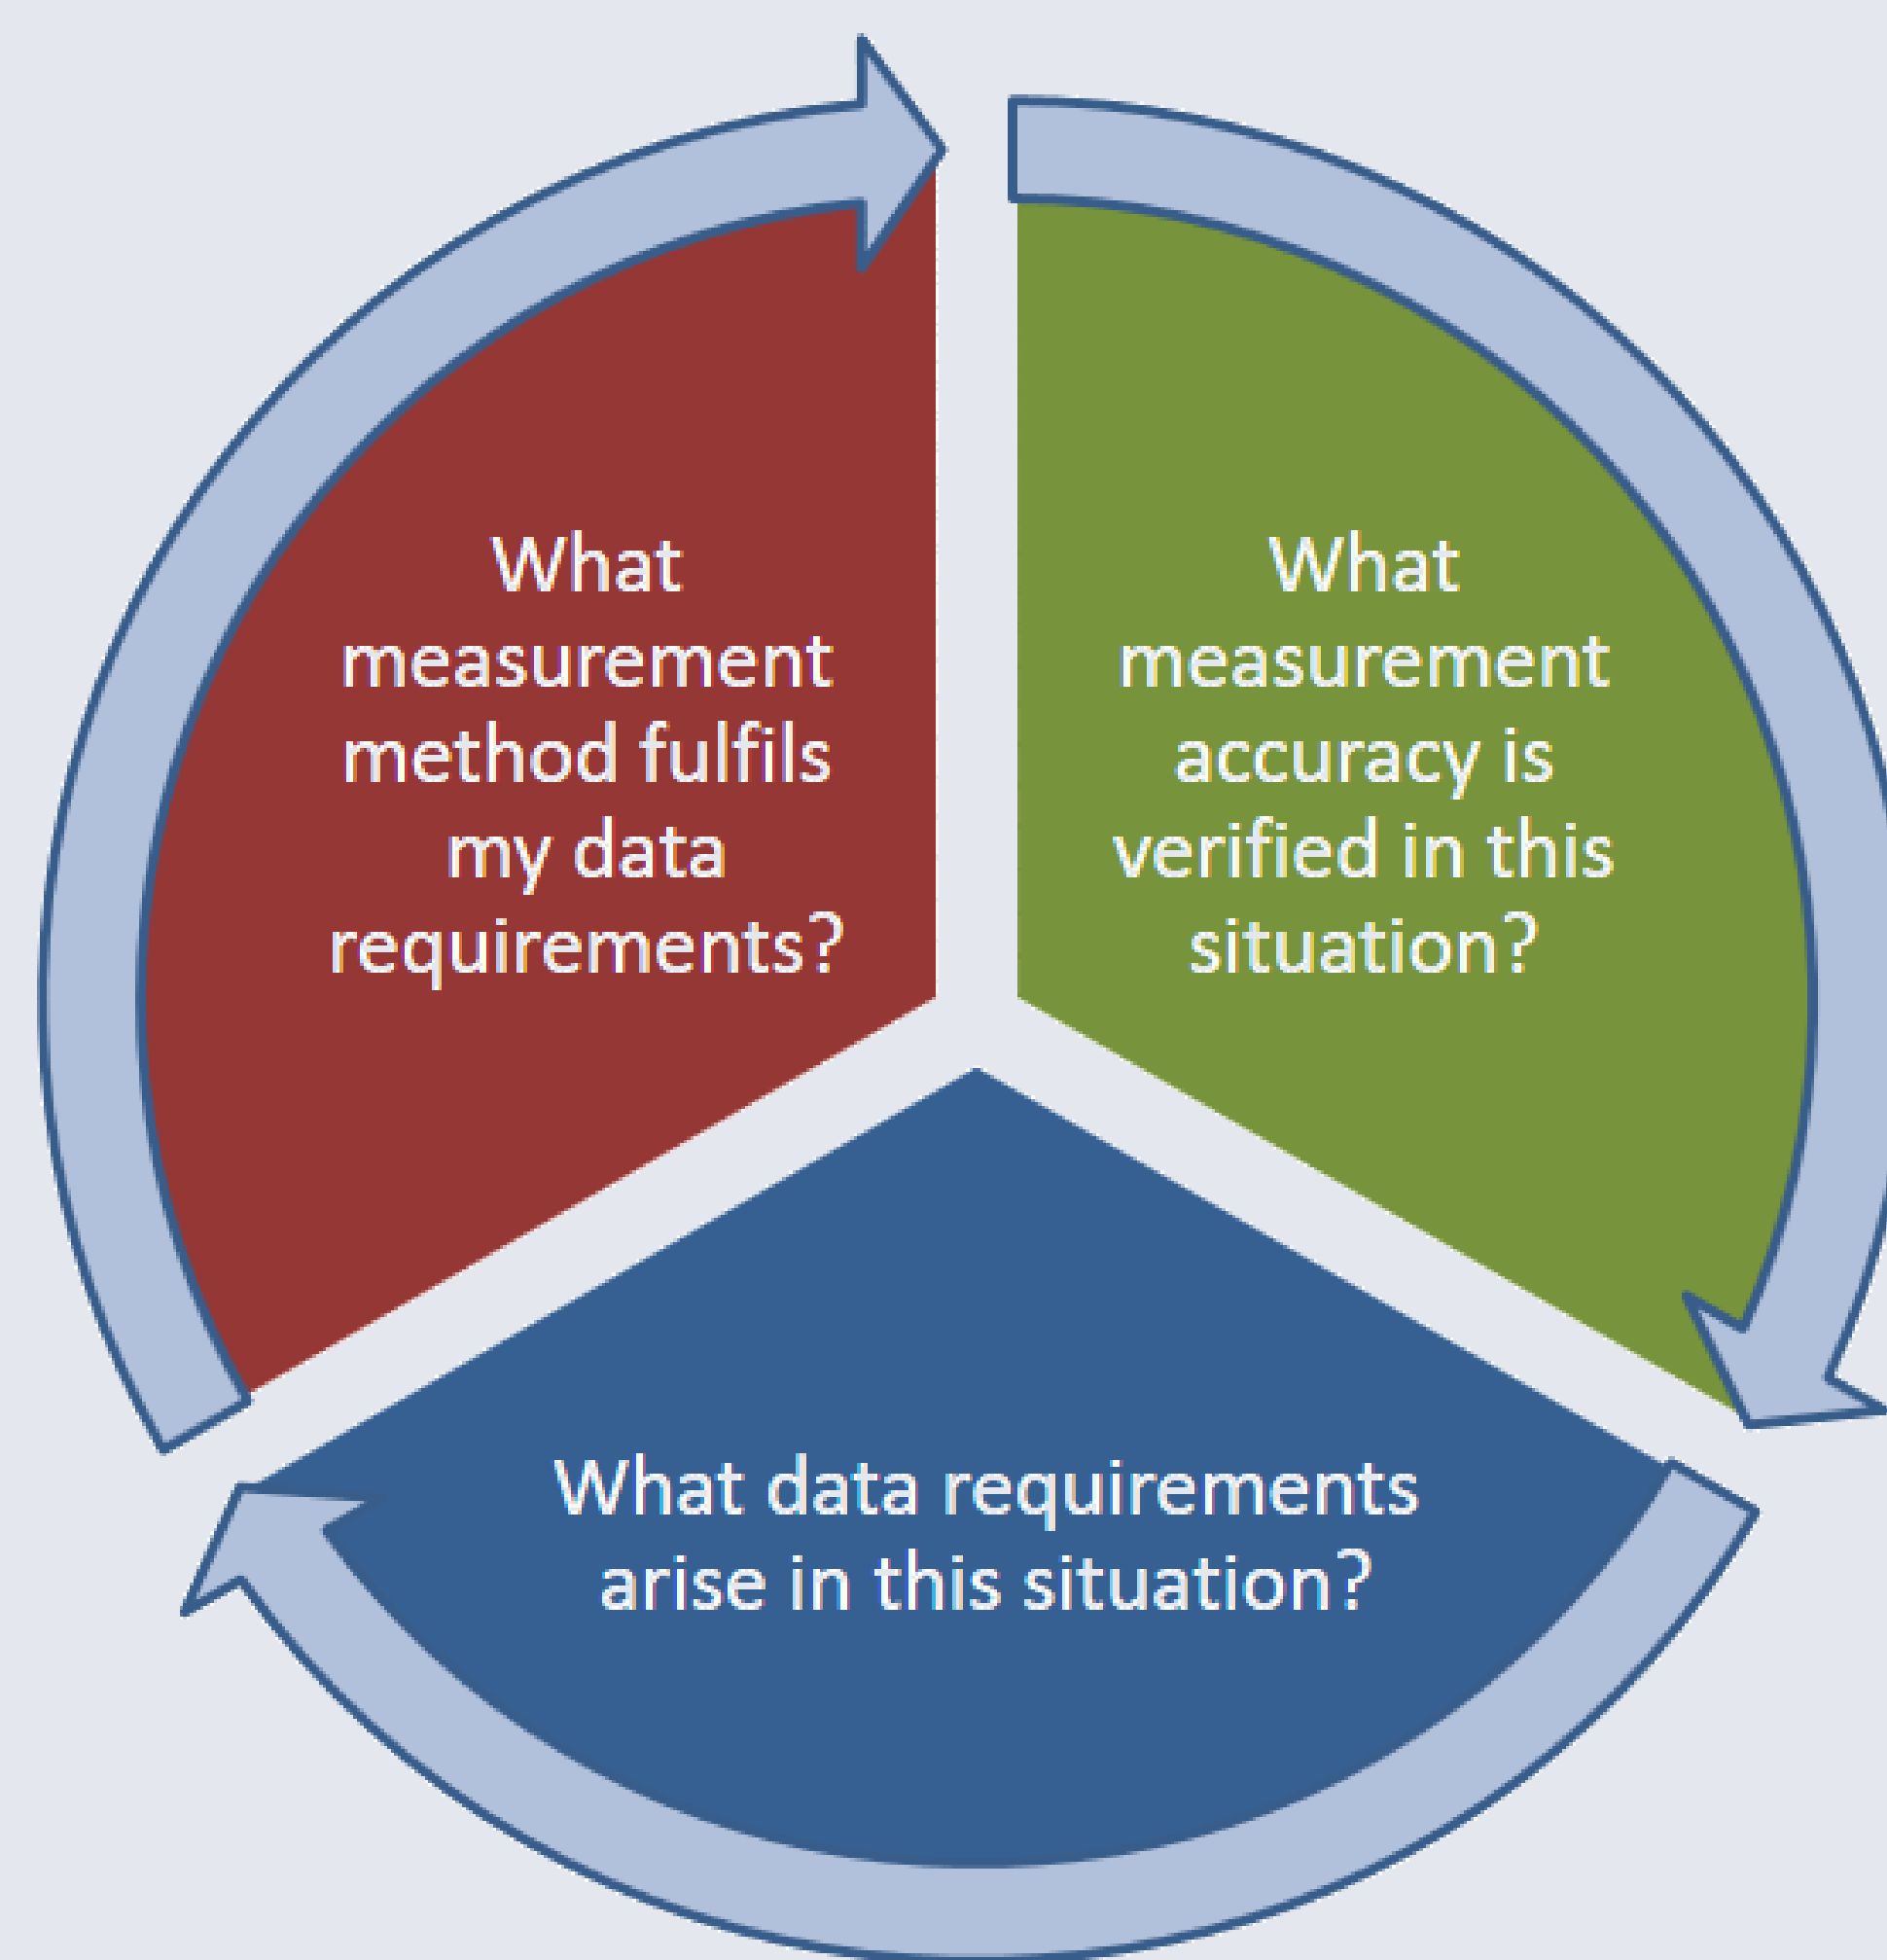 What
measurement
method fulfils
my data
requirements?
What
measurement
accuracy is
verified in this
situation?
What data requirements
arise in this situation?